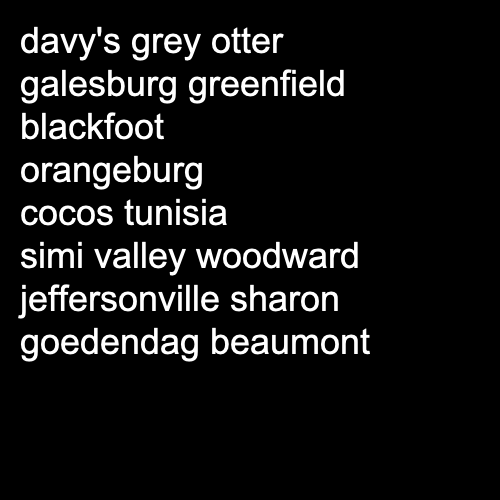 davy's grey otter
galesburg greenfield
blackfoot
orangeburg
cocos tunisia
simi valley woodward
jeffersonville sharon
goedendag beaumont